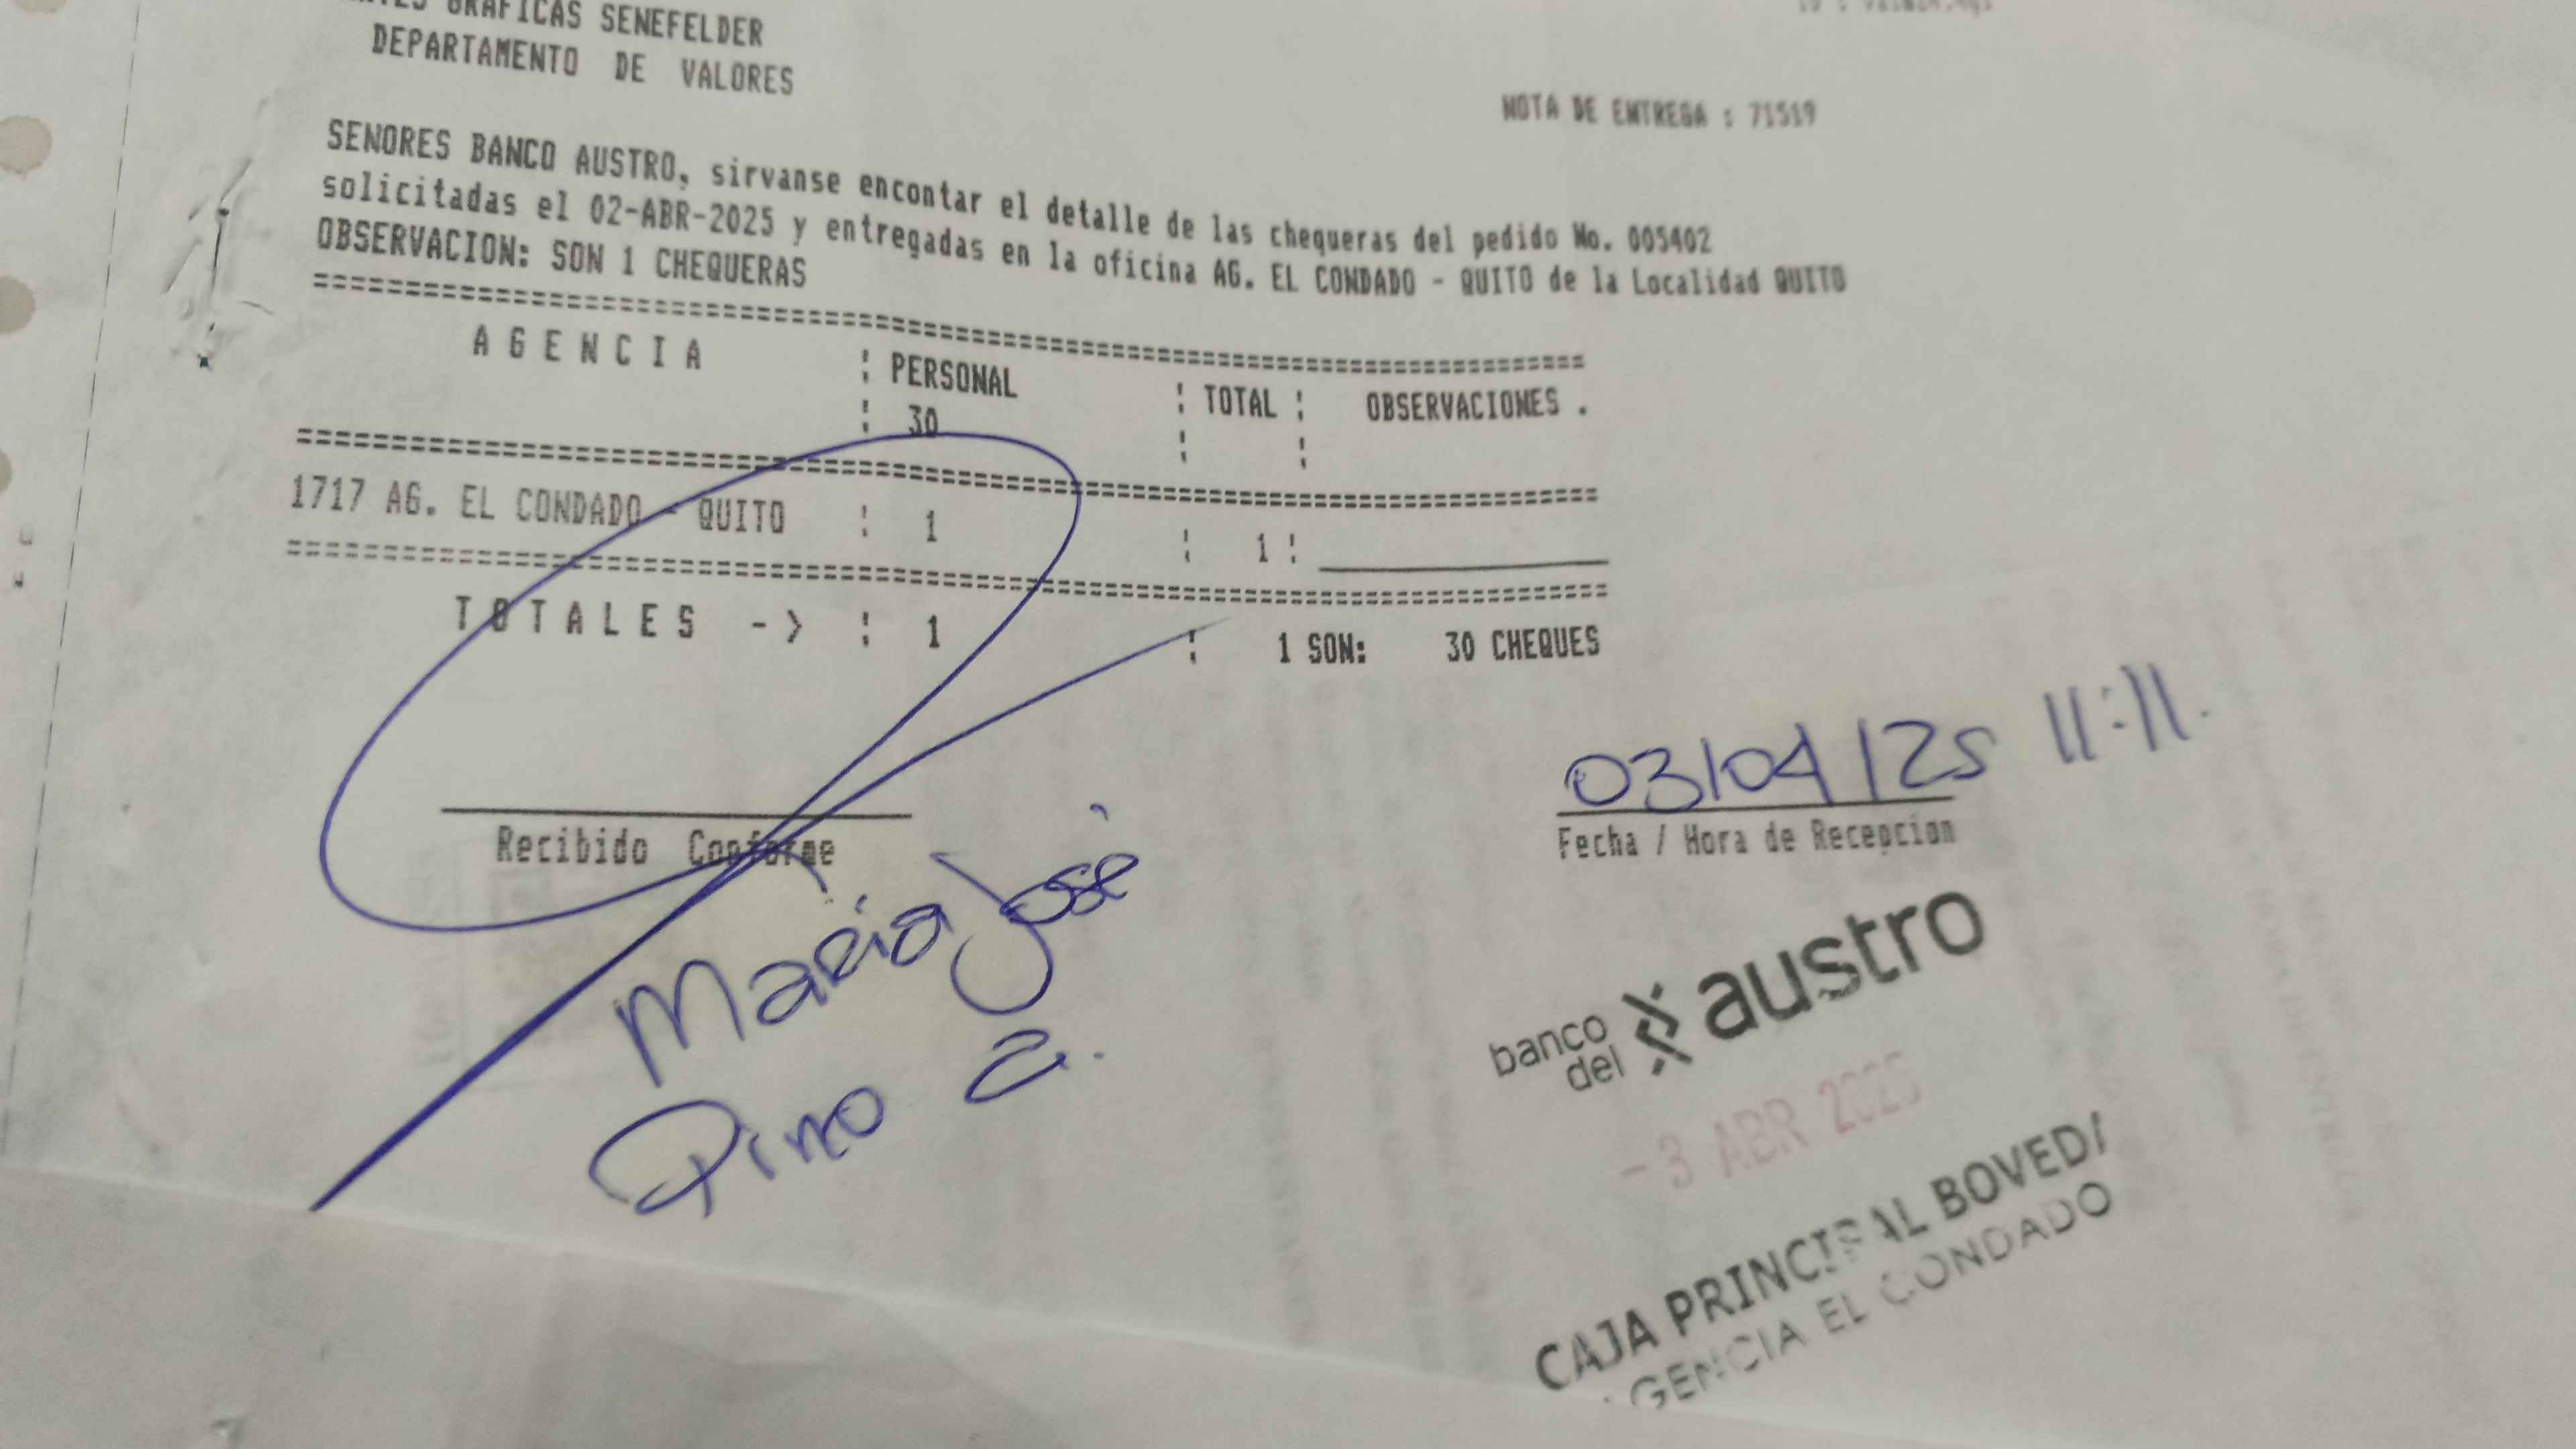 GRAFICAS SENEFELDER
DEPARTAMENTO DE VALORES
NOTA DE ENTREGA : 71519
SENORES BANCO AUSTRO, sirvanse encontar el detalle de las chequeras del pedido No. 005402
solicitadas el 02-ABR-2025 y entregadas en la oficina AG. EL CONDADO - QUITO de la Localidad QUITO
OBSERVACION: SON 1 CHEQUERAS
A G E N C I A : PERSONAL : TOTAL : OBSERVACIONES .
: 30 : :
1717 AG. EL CONDADO - QUITO : 1 : 1 :
T O T A L E S -> : 1 : 1 SON: 30 CHEQUES
03/04/25 11:11.
Recibido Conforme
Fecha / Hora de Recepcion
María José
Pino Z.
banco del austro
-3 ABR 2025
CAJA PRINCIPAL BOVEDA
AGENCIA EL CONDADO